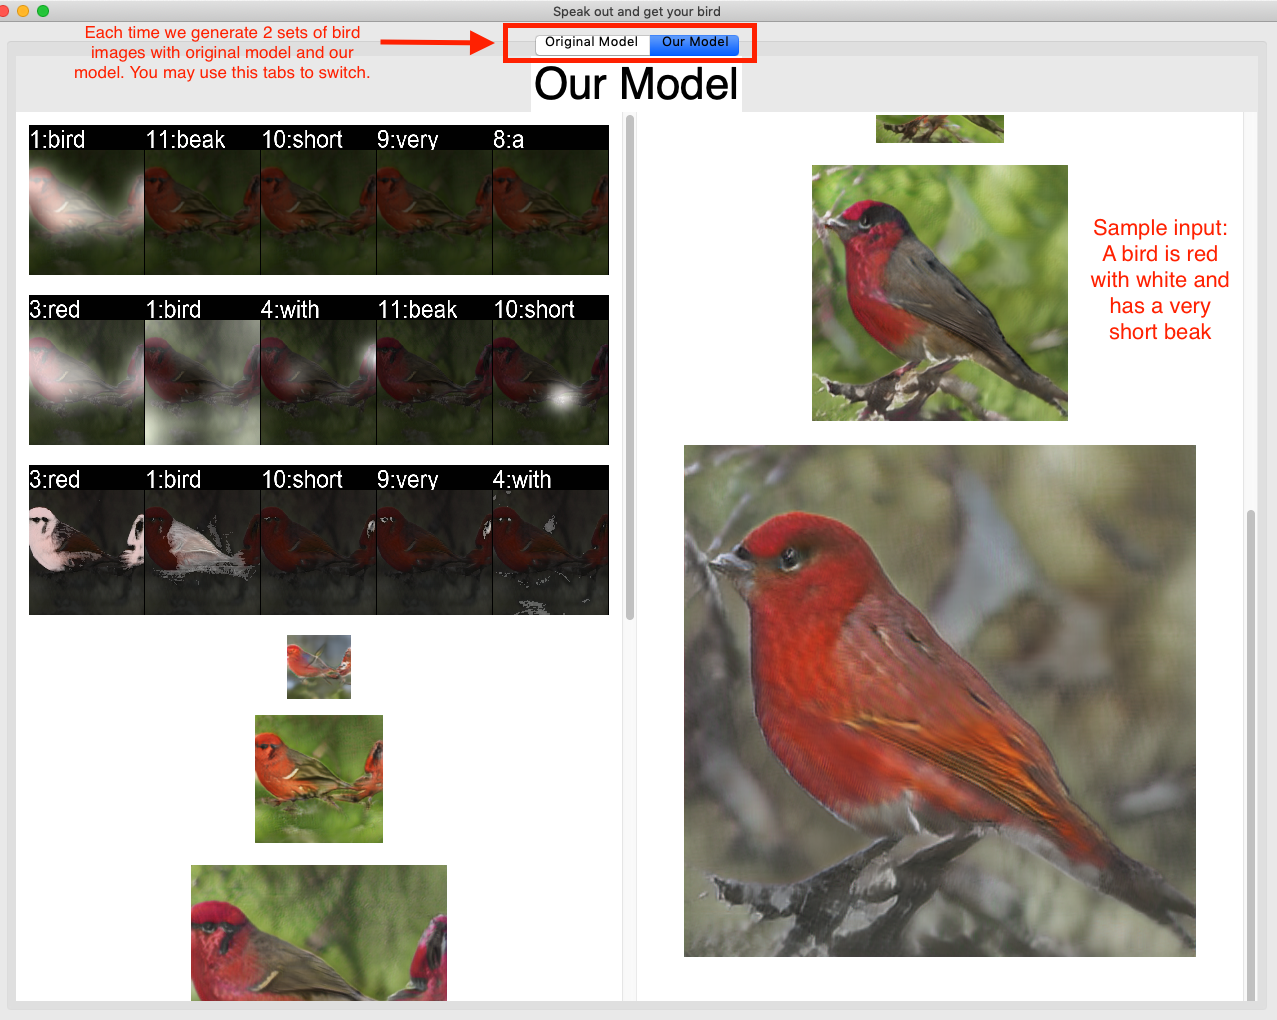 Speak out and get your bird
Each time we generate 2 sets of bird
images with original model and our
model. You may use this tabs to switch.
Original Model
Our Model
Our Model
1:bird 11:beak 10:short 9:very 8:a
3:red 1:bird 4:with 11:beak 10:short
3:red 1:bird 10:short 9:very 4:with
Sample input:
A bird is red
with white and
has a very
short beak